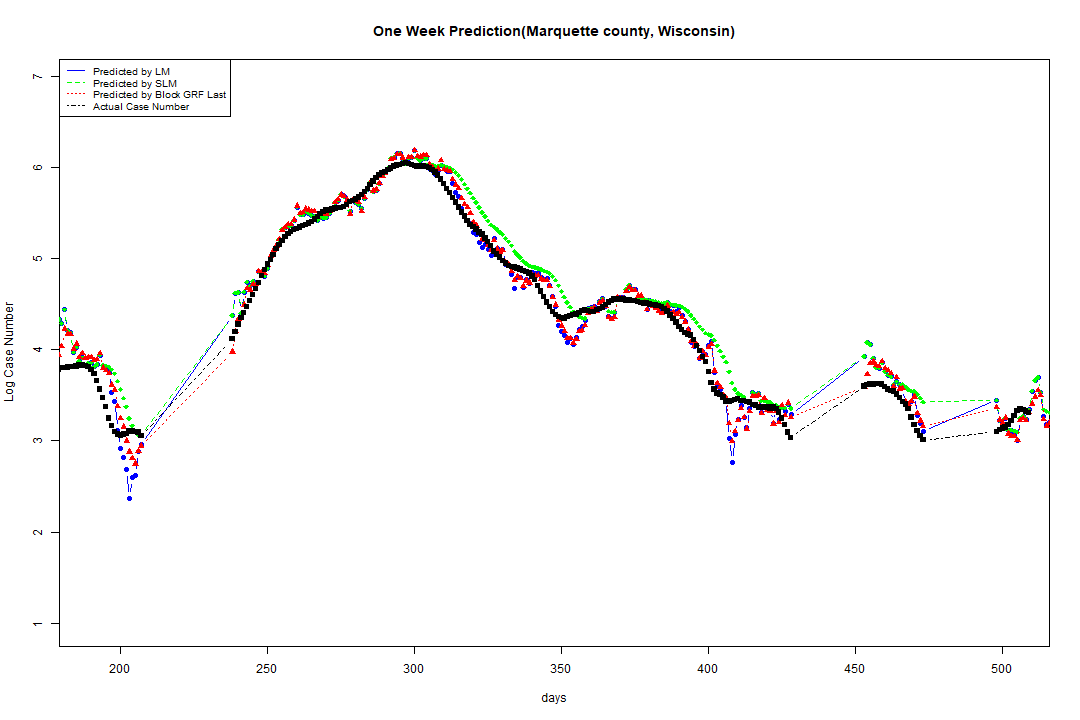 One Week Prediction(Marquette county, Wisconsin)
Predicted by LM
Predicted by SLM
Predicted by Block GRF Last
Actual Case Number
7
6
5
4
3
2
1
Log Case Number
200 250 300 350 400 450 500
days